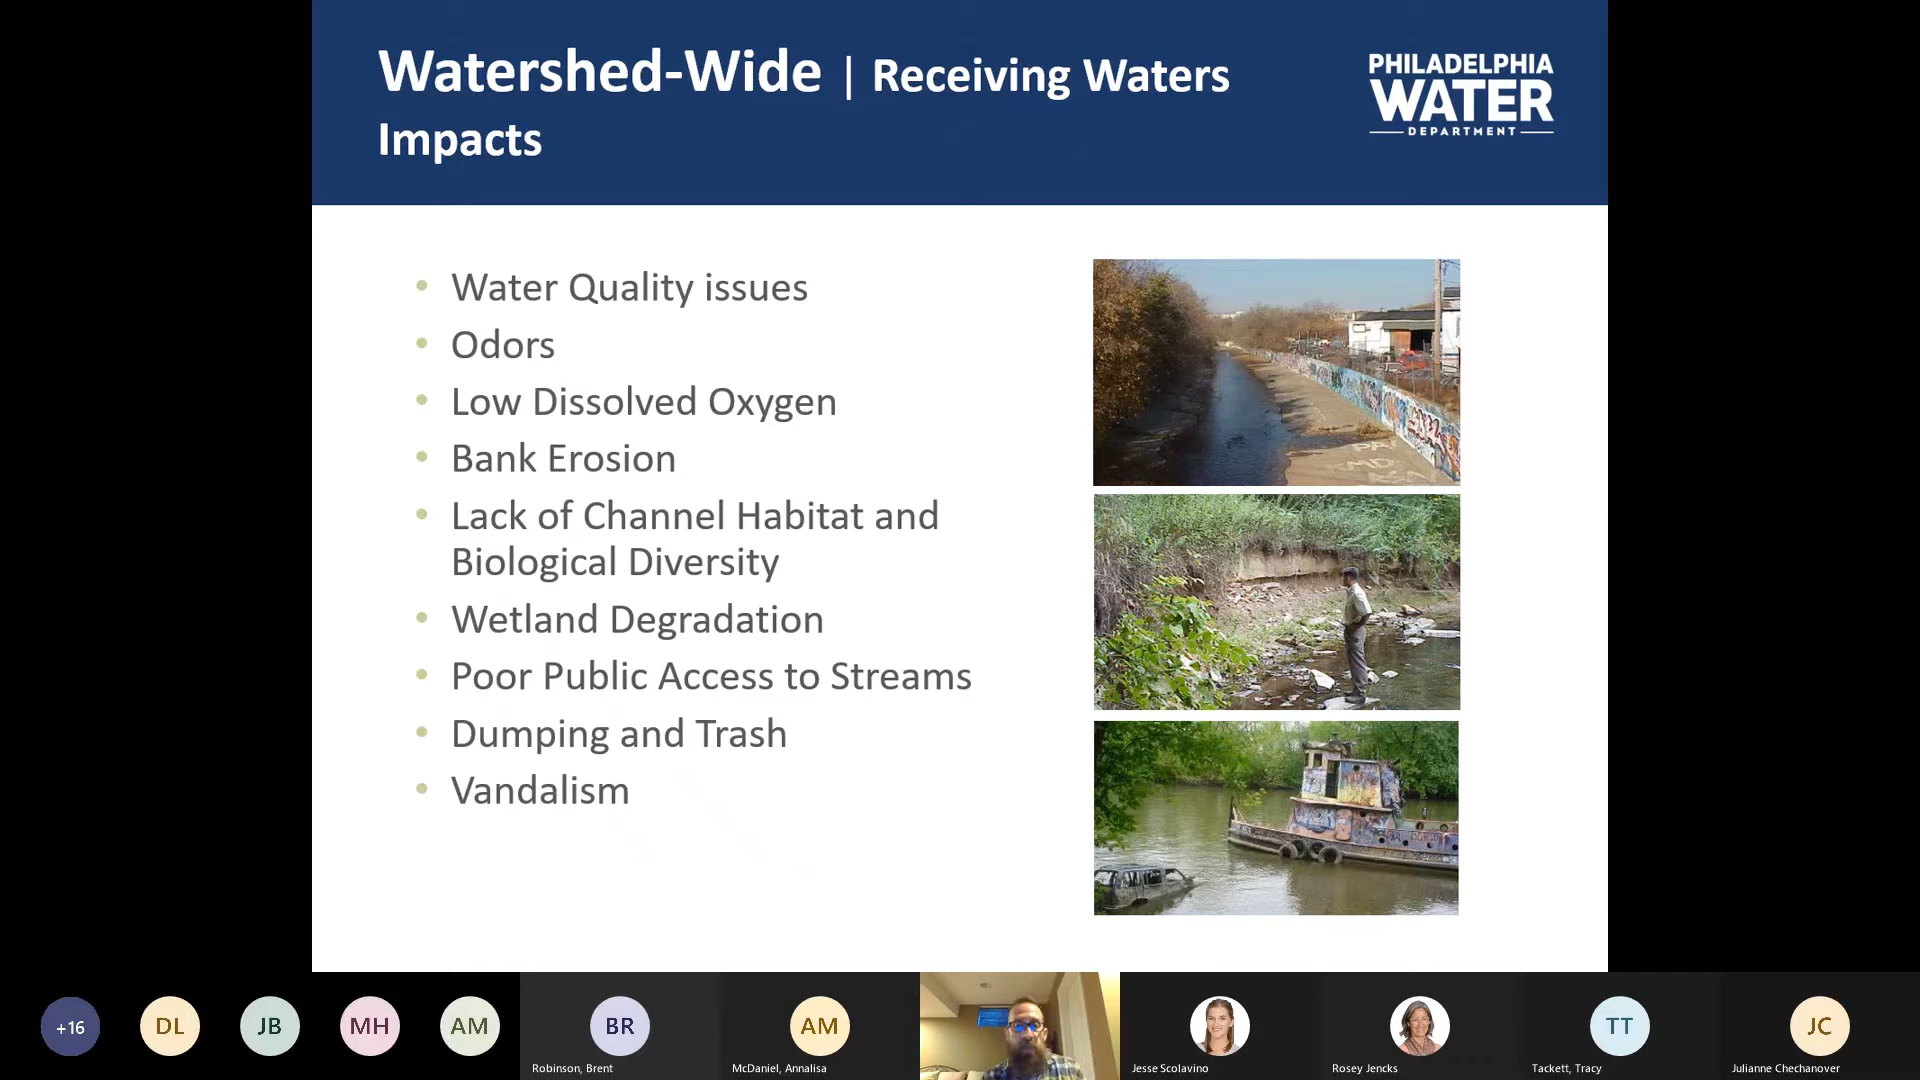 Watershed-Wide | Receiving Waters
Impacts
PHILADELPHIA
WATER
DEPARTMENT
• Water Quality issues
• Odors
• Low Dissolved Oxygen
• Bank Erosion
• Lack of Channel Habitat and
Biological Diversity
• Wetland Degradation
• Poor Public Access to Streams
• Dumping and Trash
• Vandalism
+16
DL
JB
MH
AM
BR
Robinson, Brent
AM
McDaniel, Annalisa
Jesse Scolavino
Rosey Jencks
TT
Tackett, Tracy
JC
Julianne Chechanover